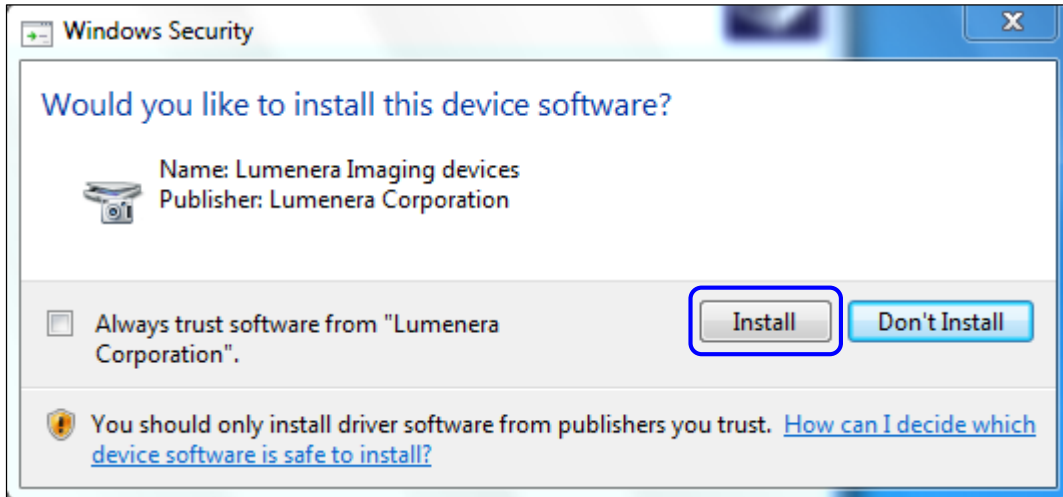 Windows Security
Would you like to install this device software?
Name: Lumenera Imaging devices
Publisher: Lumenera Corporation
Always trust software from "Lumenera
Corporation".
Install
Don't Install
You should only install driver software from publishers you trust. How can I decide which
device software is safe to install?